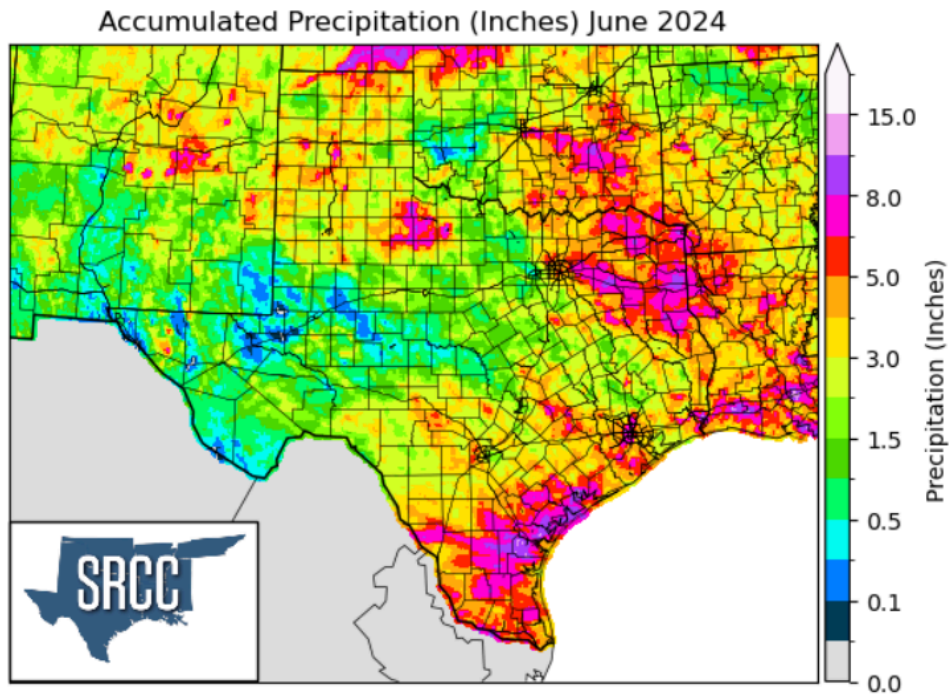 Accumulated Precipitation (Inches) June 2024
15.0
8.0
5.0
3.0
1.5
0.5
0.1
0.0
Precipitation (Inches)
SRCC